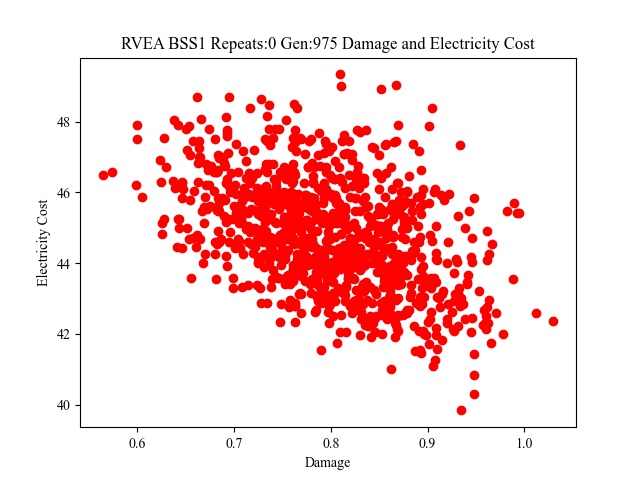 RVEA BSS1 Repeats:0 Gen:975 Damage and Electricity Cost
48
46
44
42
40
Electricity Cost
0.6 0.7 0.8 0.9 1.0
Damage